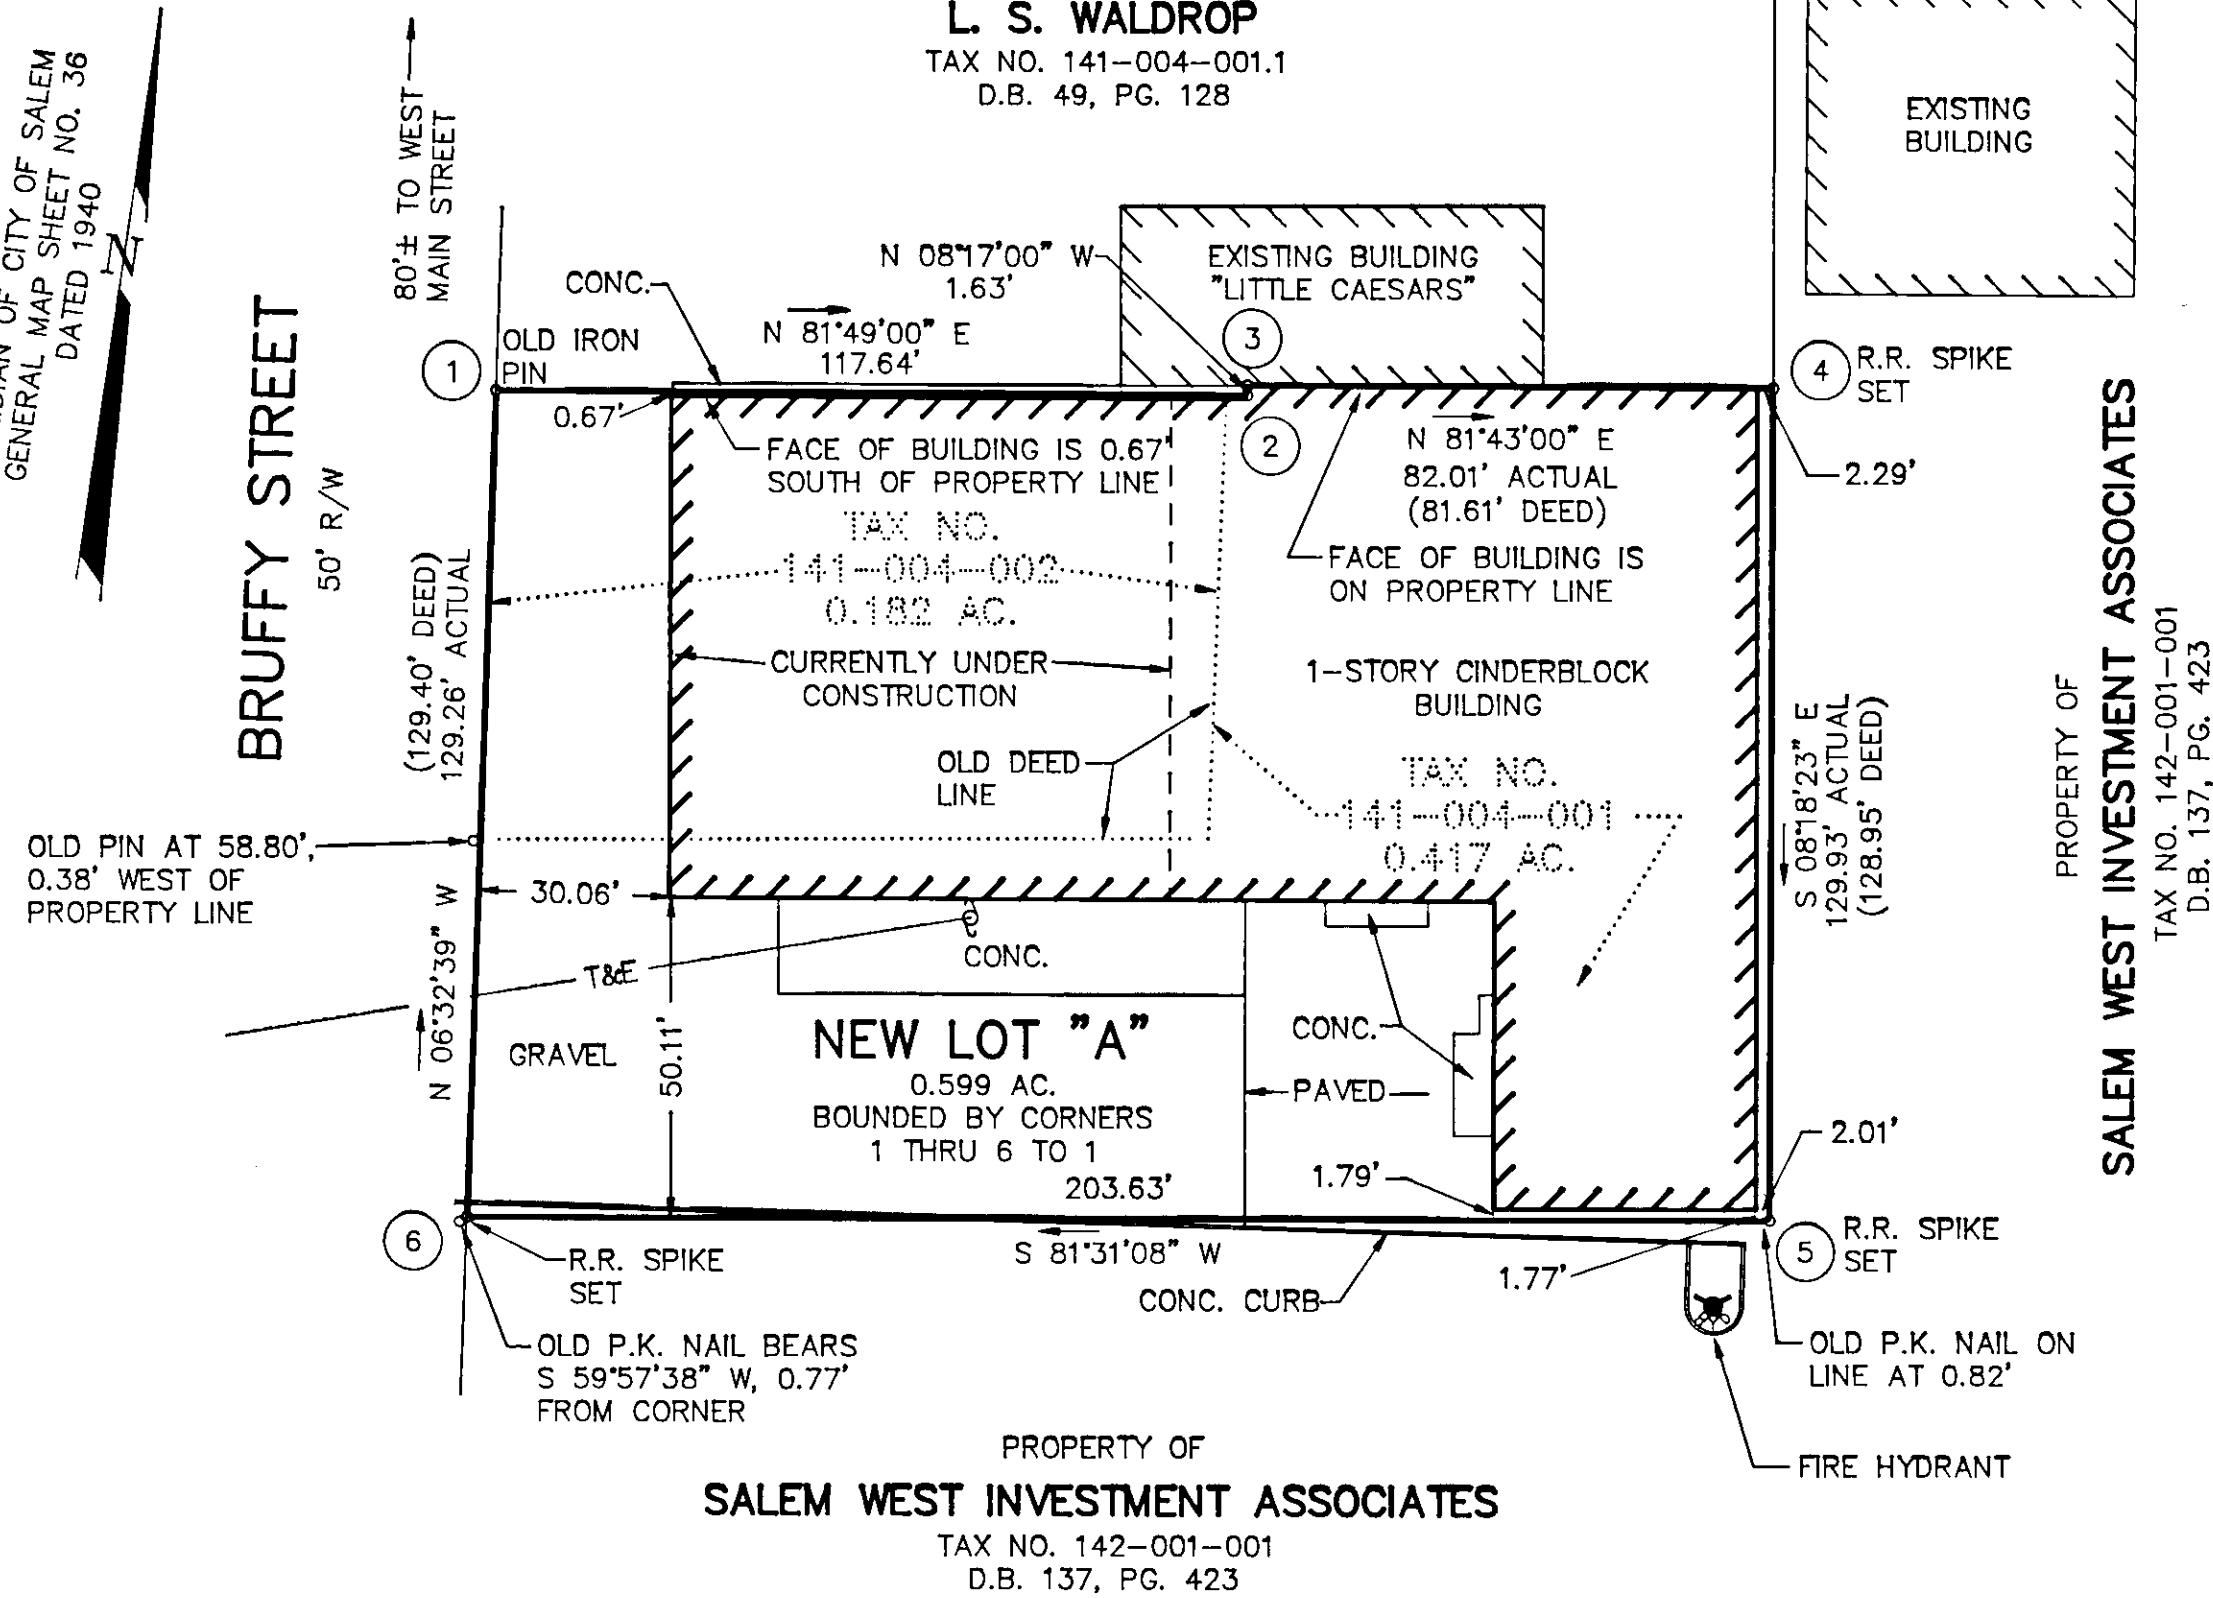 L. S. WALDROP
TAX NO. 141-004-001.1
D.B. 49, PG. 128
OF CITY OF SALEM
GENERAL MAP SHEET NO. 36
DATED 1940
N
80'± TO WEST
MAIN STREET
EXISTING
BUILDING
BRUFFY STREET
50' R/W
CONC.
N 08°17'00" W
1.63'
EXISTING BUILDING
"LITTLE CAESARS"
1
OLD IRON
PIN
N 81°49'00" E
117.64'
3
4
R.R. SPIKE
SET
0.67'
2
FACE OF BUILDING IS 0.67'
SOUTH OF PROPERTY LINE
N 81°43'00" E
82.01' ACTUAL
(81.61' DEED)
2.29'
FACE OF BUILDING IS
ON PROPERTY LINE
TAX NO.
141-004-002
0.182 AC.
(129.40' DEED)
129.26' ACTUAL
CURRENTLY UNDER
CONSTRUCTION
1-STORY CINDERBLOCK
BUILDING
OLD DEED
LINE
TAX NO.
141-004-001
0.417 AC.
S 08°18'23" E
129.93' ACTUAL
(128.95' DEED)
PROPERTY OF
SALEM WEST INVESTMENT ASSOCIATES
TAX NO. 142-001-001
D.B. 137, PG. 423
OLD PIN AT 58.80',
0.38' WEST OF
PROPERTY LINE
30.06'
N 06°32'39" W
T&E
CONC.
GRAVEL
50.11'
NEW LOT "A"
0.599 AC.
BOUNDED BY CORNERS
1 THRU 6 TO 1
CONC.
PAVED
203.63'
1.79'
2.01'
6
R.R. SPIKE
SET
S 81°31'08" W
CONC. CURB
1.77'
5
R.R. SPIKE
SET
OLD P.K. NAIL BEARS
S 59°57'38" W, 0.77'
FROM CORNER
OLD P.K. NAIL ON
LINE AT 0.82'
FIRE HYDRANT
PROPERTY OF
SALEM WEST INVESTMENT ASSOCIATES
TAX NO. 142-001-001
D.B. 137, PG. 423